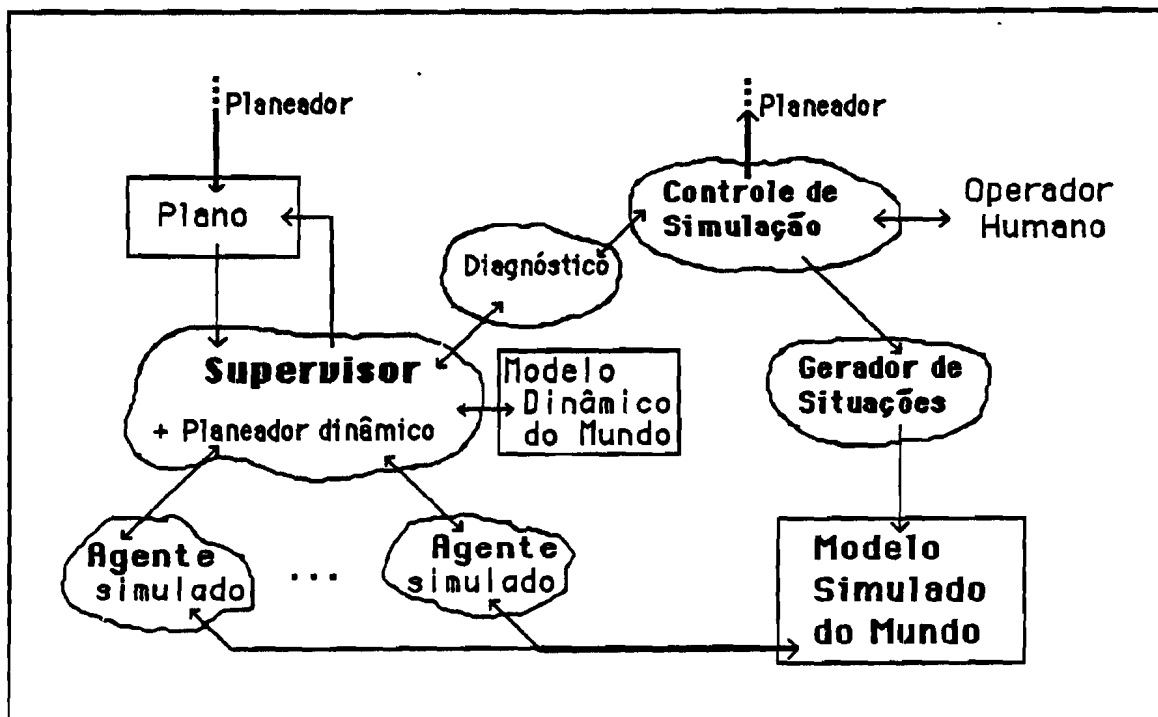 Planeador
Planeador
Plano
Controle de
Simulação
Operador
Humano
Diagnóstico
Supervisor
+ Planeador dinâmico
Modelo
Dinâmico
do Mundo
Gerador de
Situações
Agente
simulado
...
Agente
simulado
Modelo
Simulado
do Mundo